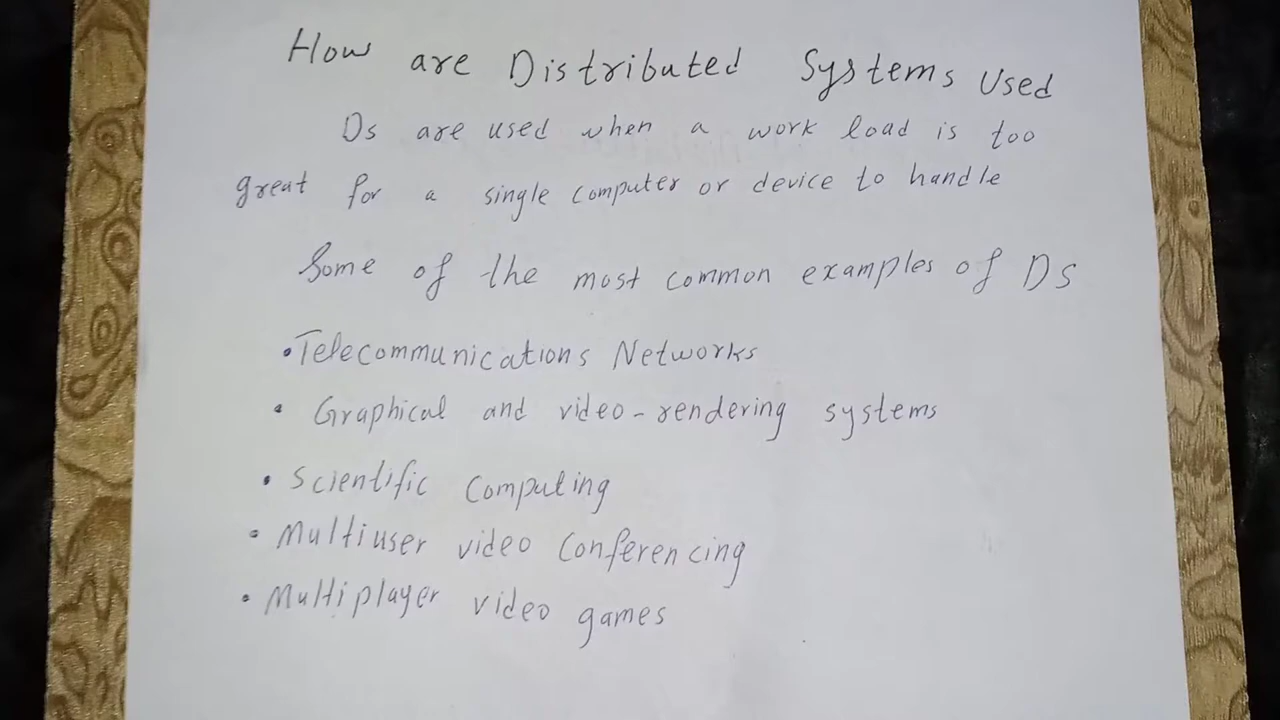 How are Distributed Systems Used
Ds are used when a work load is too
great for a single computer or device to handle
Some of the most common examples of DS
• Telecommunications Networks
• Graphical and video-rendering systems
• Scientific Computing
• Multiuser video Conferencing
• Multiplayer video games